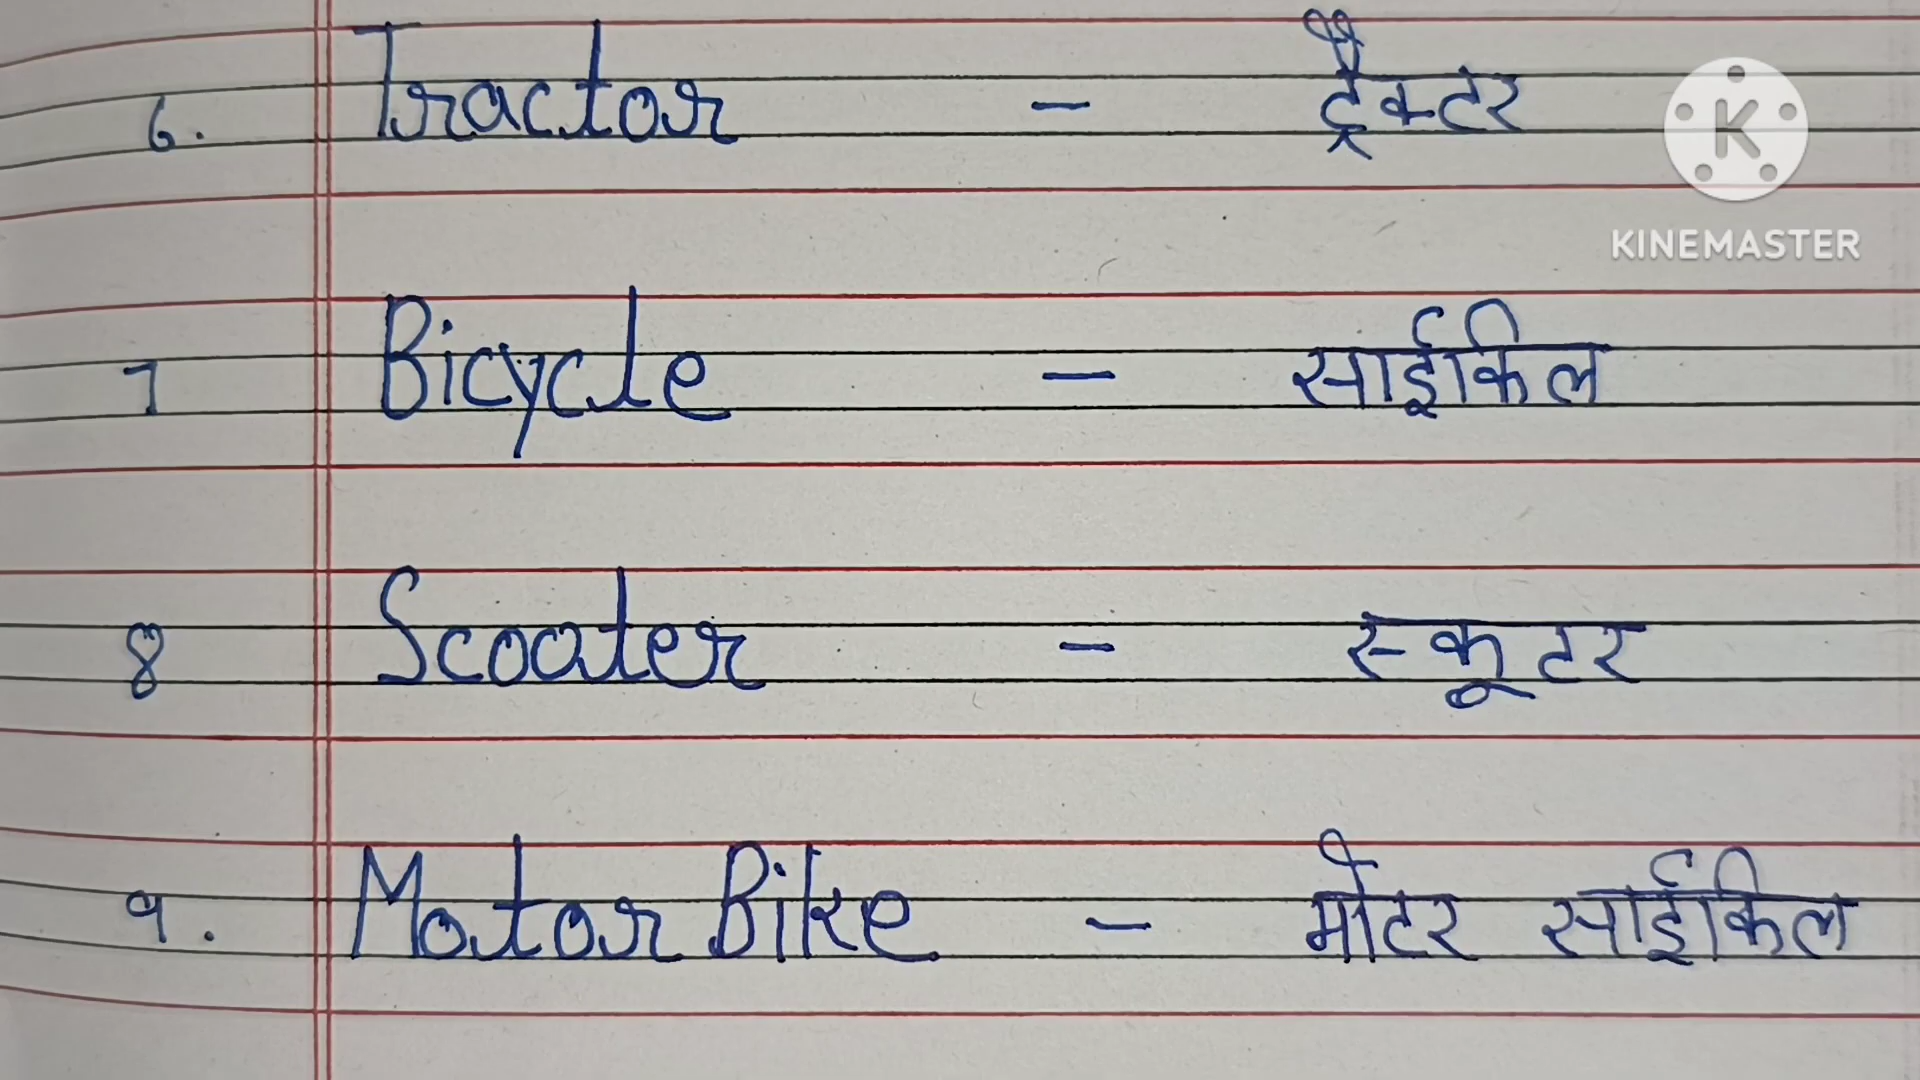 6. Tractor - ट्रैक्टर
K
KINEMASTER
7 Bicycle - साईकिल
8 Scooter - स्कूटर
9. Motor Bike - मोटर साईकिल